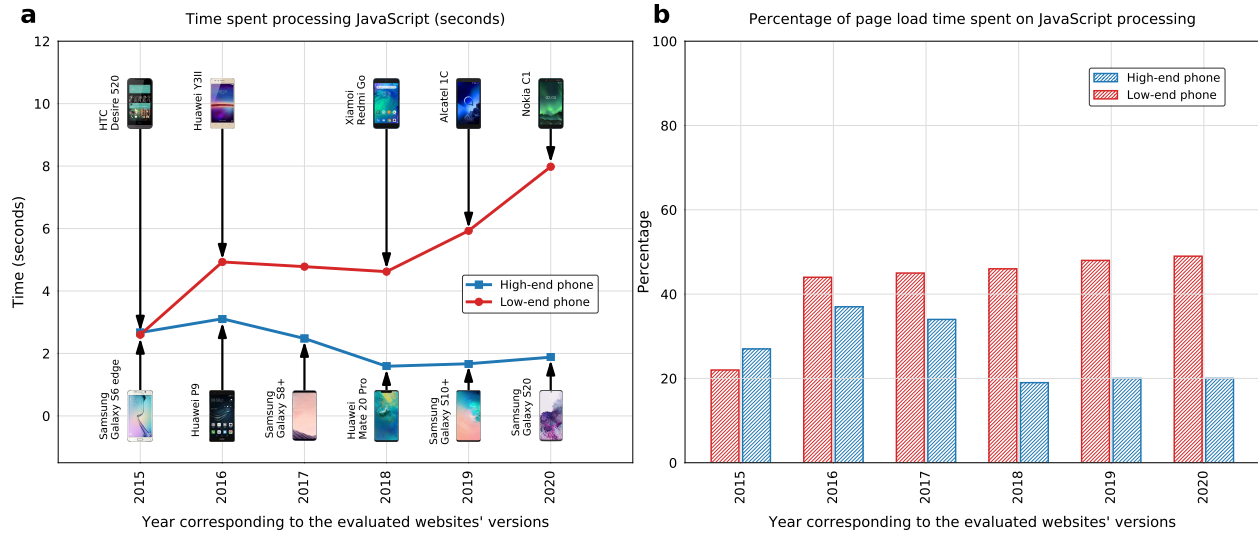 a
Time spent processing JavaScript (seconds)
12
10
8
6
4
2
0
Time (seconds)
HTC
Desire 520
Huawei Y3II
Xiamoi
Redmi Go
Alcatel 1C
Nokia C1
High-end phone
Low-end phone
Samsung
Galaxy S6 edge
Huawei P9
Samsung
Galaxy S8+
Huawei
Mate 20 Pro
Samsung
Galaxy S10+
Samsung
Galaxy S20
2015
2016
2017
2018
2019
2020
Year corresponding to the evaluated websites' versions
b
Percentage of page load time spent on JavaScript processing
100
80
60
40
20
0
Percentage
High-end phone
Low-end phone
2015
2016
2017
2018
2019
2020
Year corresponding to the evaluated websites' versions